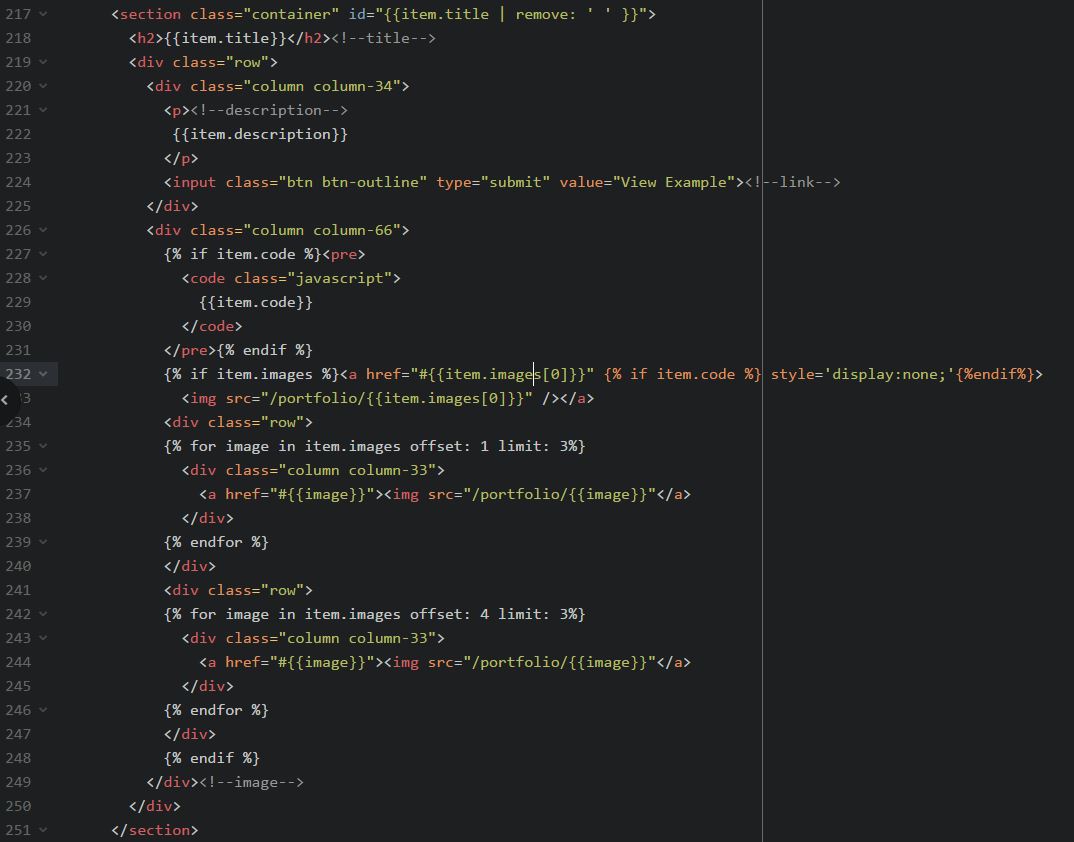 217 <section class="container" id="{{item.title | remove: ' ' }}">
218 <h2>{{item.title}}</h2><!--title-->
219 <div class="row">
220 <div class="column column-34">
221 <p><!--description-->
222 {{item.description}}
223 </p>
224 <input class="btn btn-outline" type="submit" value="View Example"><!--link-->
225 </div>
226 <div class="column column-66">
227 {% if item.code %}<pre>
228 <code class="javascript">
229 {{item.code}}
230 </code>
231 </pre>{% endif %}
232 {% if item.images %}<a href="#{{item.images[0]}}" {% if item.code %} style='display:none;'{%endif%}>
3 <img src="/portfolio/{{item.images[0]}}" /></a>
234 <div class="row">
235 {% for image in item.images offset: 1 limit: 3%}
236 <div class="column column-33">
237 <a href="#{{image}}"><img src="/portfolio/{{image}}"</a>
238 </div>
239 {% endfor %}
240 </div>
241 <div class="row">
242 {% for image in item.images offset: 4 limit: 3%}
243 <div class="column column-33">
244 <a href="#{{image}}"><img src="/portfolio/{{image}}"</a>
245 </div>
246 {% endfor %}
247 </div>
248 {% endif %}
249 </div><!--image-->
250 </div>
251 </section>